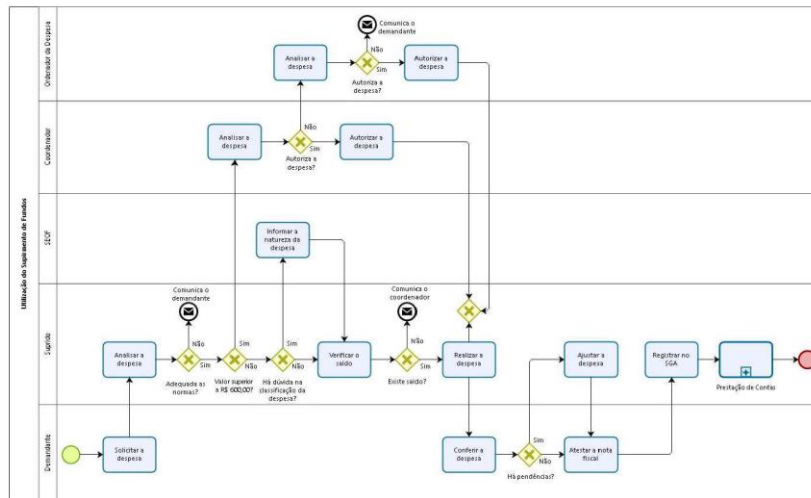 Utilização do Suprimento de Fundos
Ordenador de Despesa
Comunica o
demandante
Analisar a
despesa
Não
Sim
Autoriza a
despesa?
Autorizar a
despesa
Coordenador
Analisar a
despesa
Não
Sim
Autoriza a
despesa?
Autorizar a
despesa
SEOF
Informar a
natureza da
despesa
Suprido
Comunica o
demandante
Comunica o
coordenador
Analisar a
despesa
Não
Sim
Adequada as
normas?
Sim
Não
Valor superior
a R$ 600,00?
Sim
Não
Há dúvida na
classificação da
despesa?
Verificar o
saldo
Não
Sim
Existe saldo?
Realizar a
despesa
Ajustar a
despesa
Registrar no
SGA
Prestação de Contas
Demandante
Solicitar a
despesa
Conferir a
despesa
Sim
Não
Há pendências?
Atestar a nota
fiscal